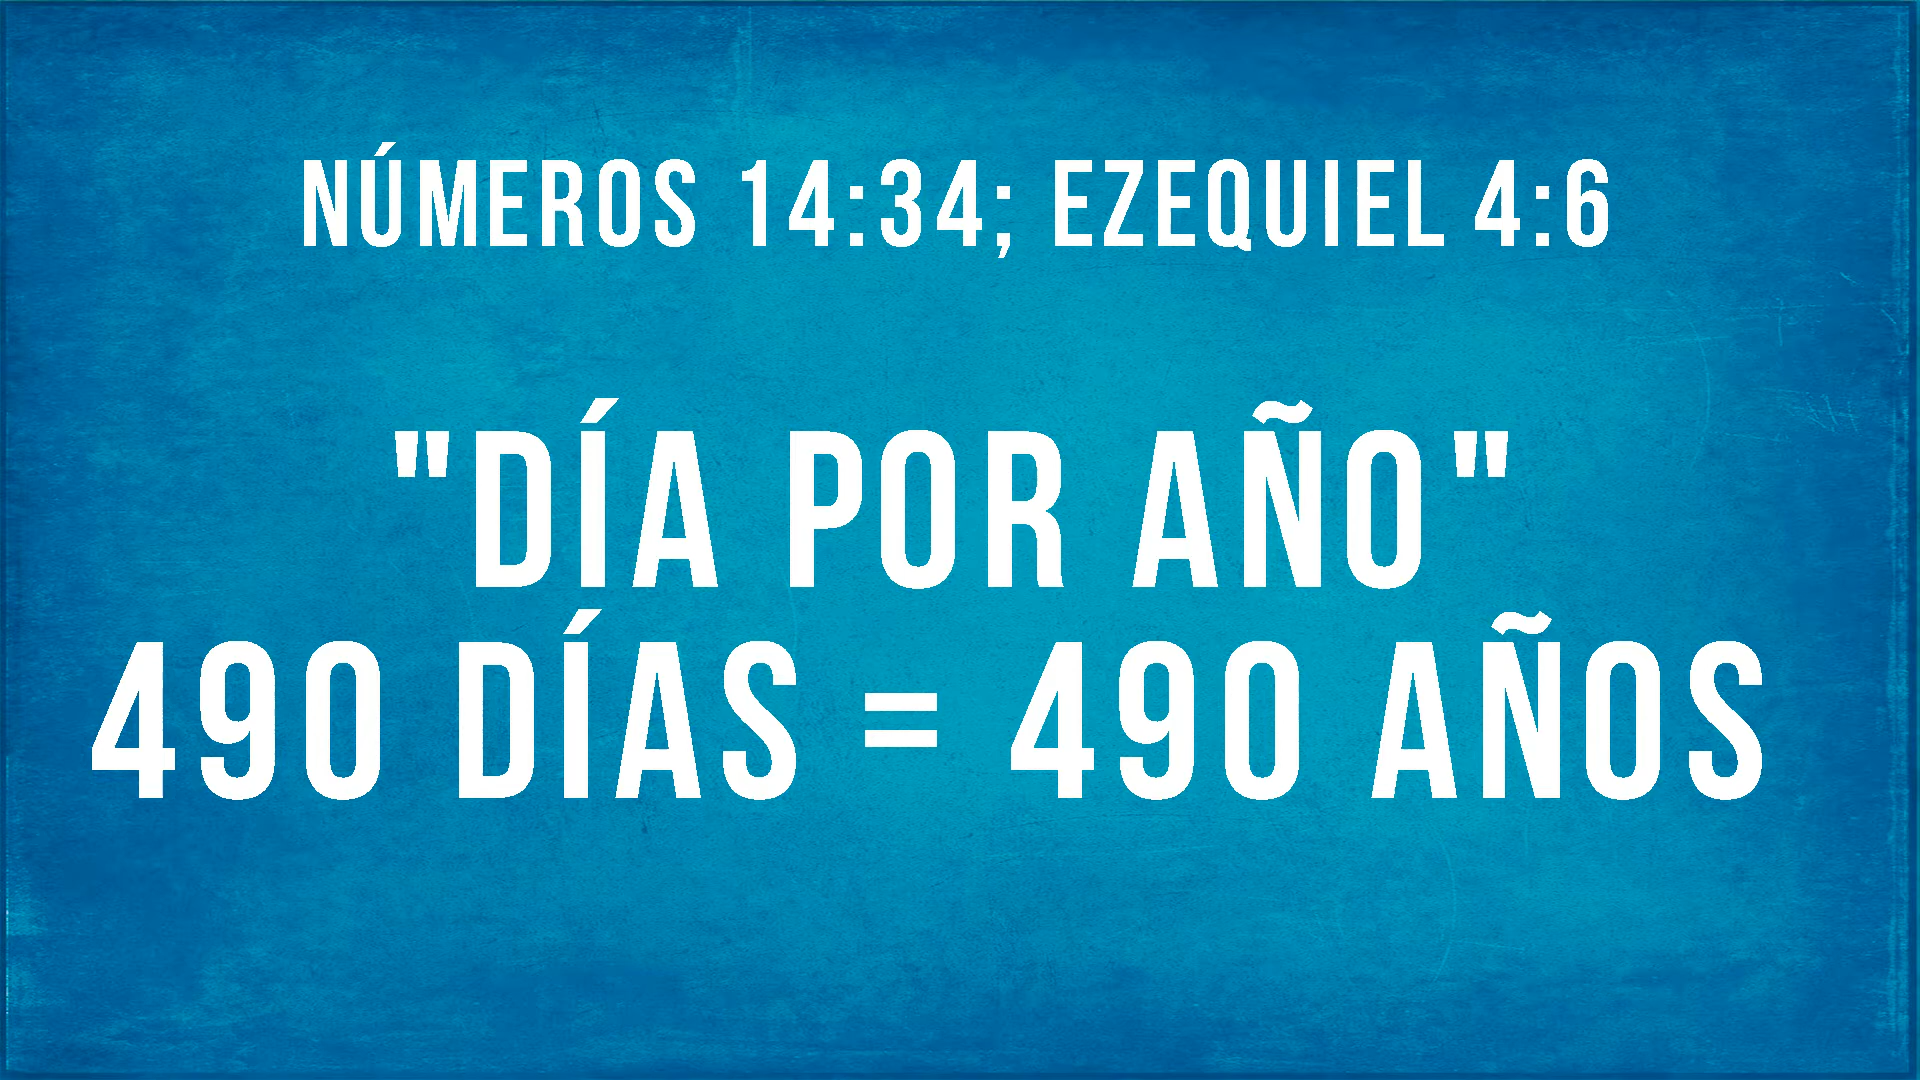 NÚMEROS 14:34; EZEQUIEL 4:6
"DÍA POR AÑO"
490 DÍAS = 490 AÑOS